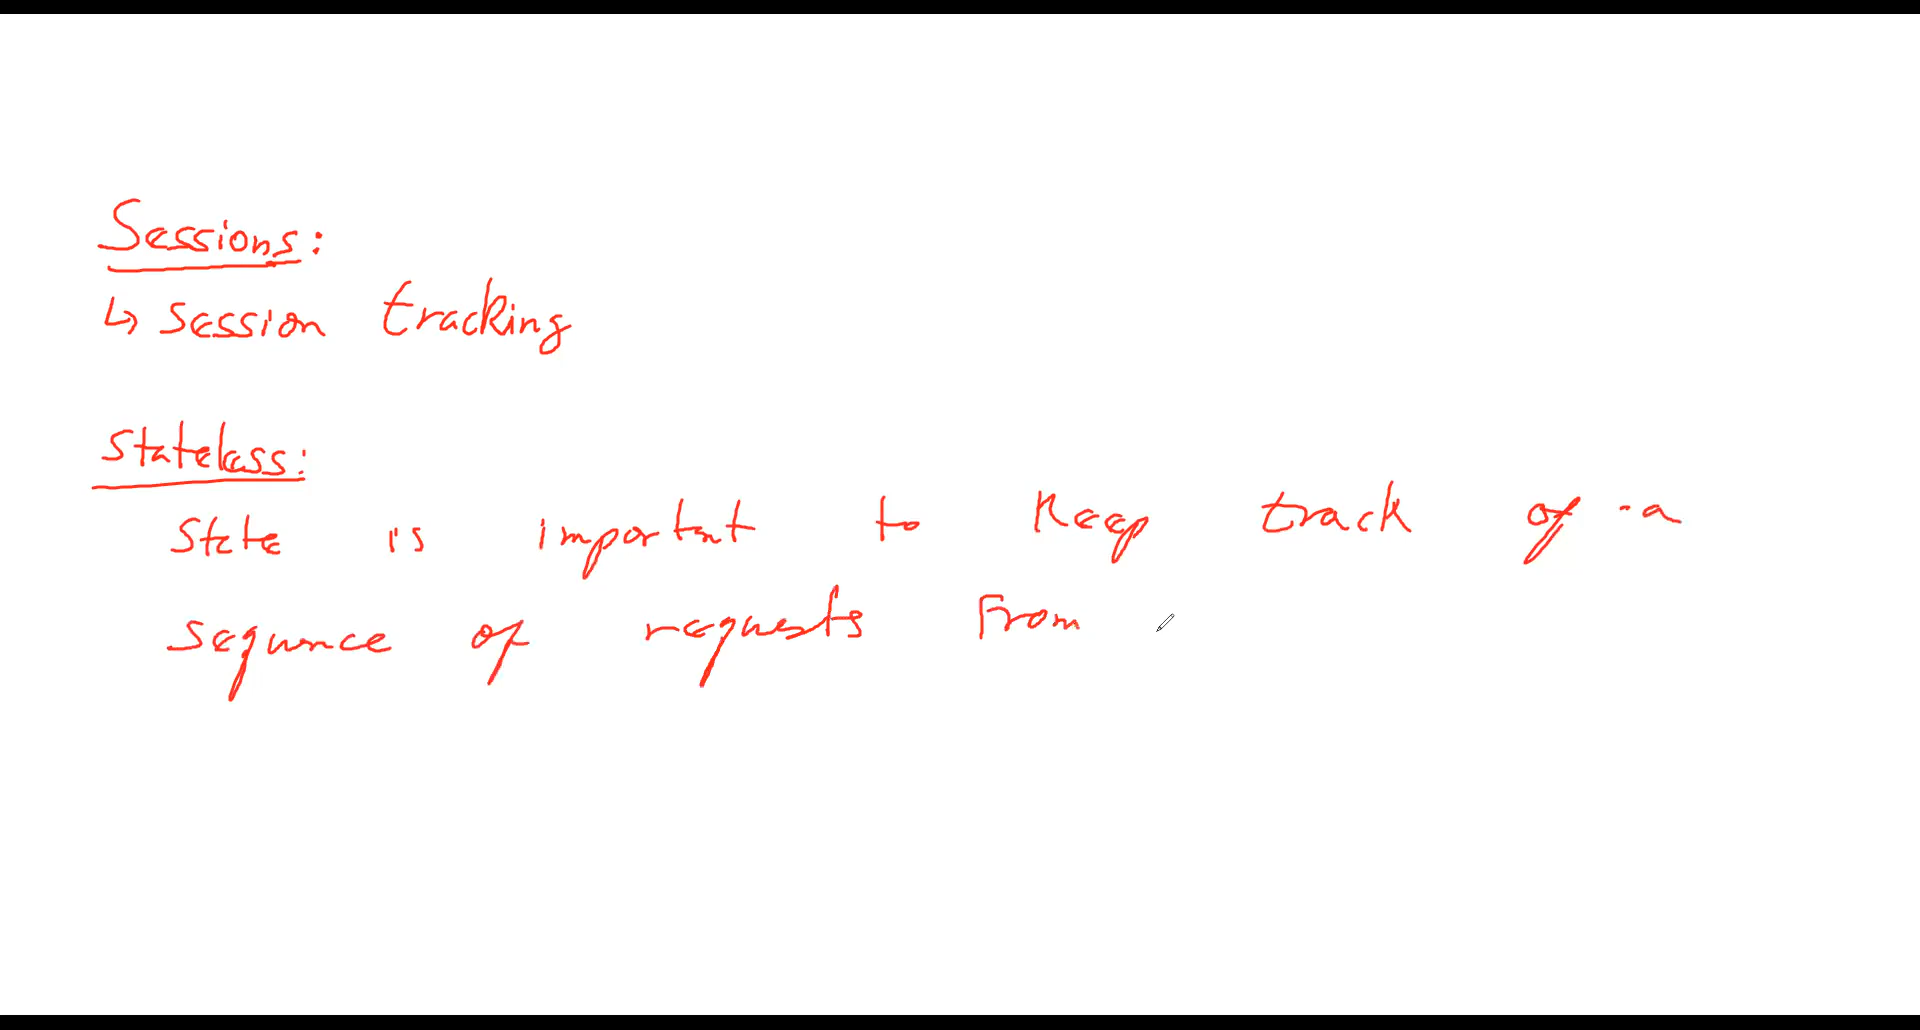 Sessions:
↳ session tracking
stateless:
state is important to keep track of a
sequence of requests From